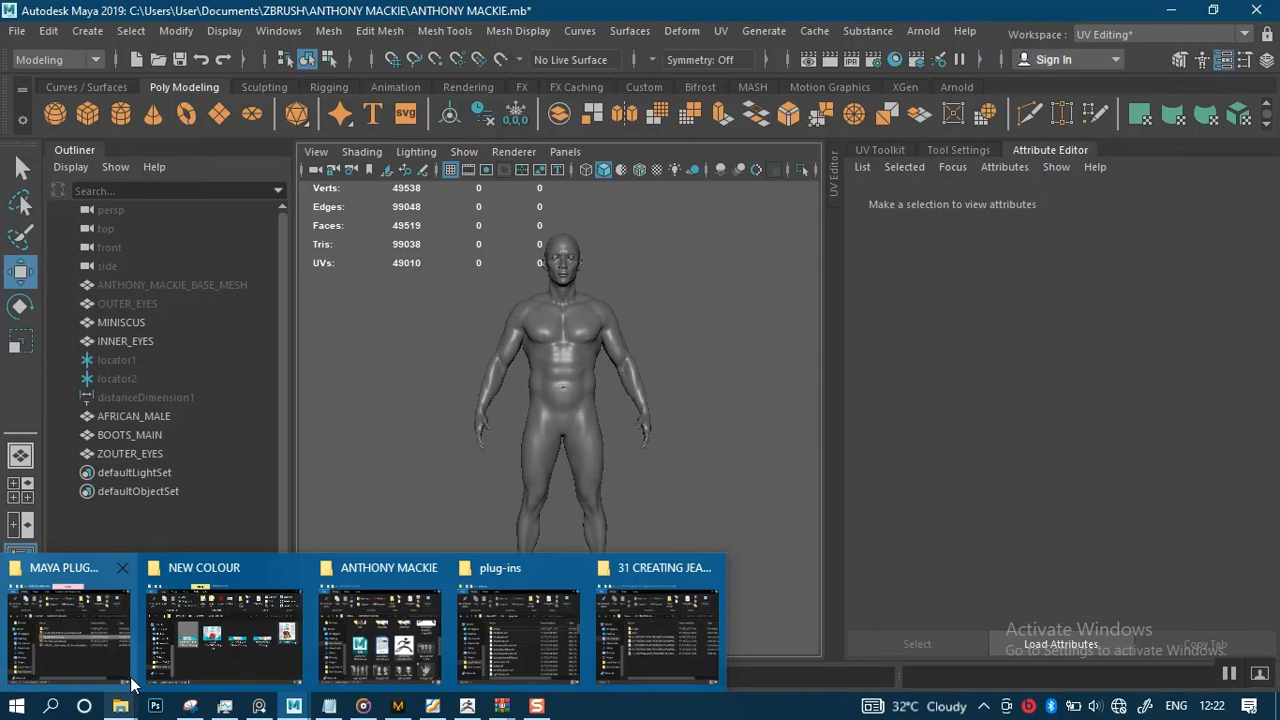 Autodesk Maya 2019: C:\Users\User\Documents\ZBRUSH\ANTHONY MACKIE\ANTHONY MACKIE.mb*
File Edit Create Select Modify Display Windows Mesh Edit Mesh Mesh Tools Mesh Display Curves Surfaces Deform UV Generate Cache Substance Arnold Help Workspace : UV Editing*
Modeling No Live Surface Symmetry: Off Sign In
Curves / Surfaces Poly Modeling Sculpting Rigging Animation Rendering FX FX Caching Custom Bifrost MASH Motion Graphics XGen Arnold
T svg 0,0,0 IPR
Outliner
Display Show Help
Search...
persp
top
front
side
ANTHONY_MACKIE_BASE_MESH
OUTER_EYES
MINISCUS
INNER_EYES
locator1
locator2
distanceDimension1
AFRICAN_MALE
BOOTS_MAIN
ZOUTER_EYES
defaultLightSet
defaultObjectSet
View Shading Lighting Show Renderer Panels
Verts: 49538 0 0
Edges: 99048 0 0
Faces: 49519 0 0
Tris: 99038 0 0
UVs: 49010 0 0
UV Editor
UV Toolkit Tool Settings Attribute Editor
List Selected Focus Attributes Show Help
Make a selection to view attributes
MAYA PLUG... NEW COLOUR ANTHONY MACKIE plug-ins 31 CREATING JEA...
Activate Windows
Go to Settings to activate Windows.
32°C Cloudy ENG 12:22